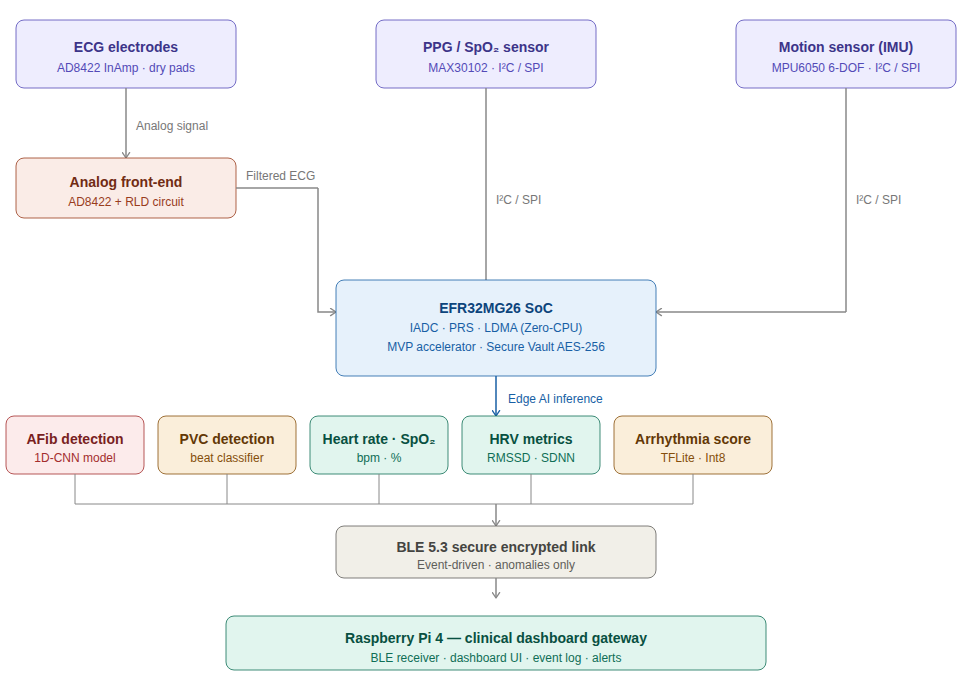 ECG electrodes
AD8422 InAmp · dry pads
PPG / SpO₂ sensor
MAX30102 · I²C / SPI
Motion sensor (IMU)
MPU6050 6-DOF · I²C / SPI
Analog signal
Analog front-end
AD8422 + RLD circuit
Filtered ECG
I²C / SPI
I²C / SPI
EFR32MG26 SoC
IADC · PRS · LDMA (Zero-CPU)
MVP accelerator · Secure Vault AES-256
Edge AI inference
AFib detection
1D-CNN model
PVC detection
beat classifier
Heart rate · SpO₂
bpm · %
HRV metrics
RMSSD · SDNN
Arrhythmia score
TFLite · Int8
BLE 5.3 secure encrypted link
Event-driven · anomalies only
Raspberry Pi 4 — clinical dashboard gateway
BLE receiver · dashboard UI · event log · alerts